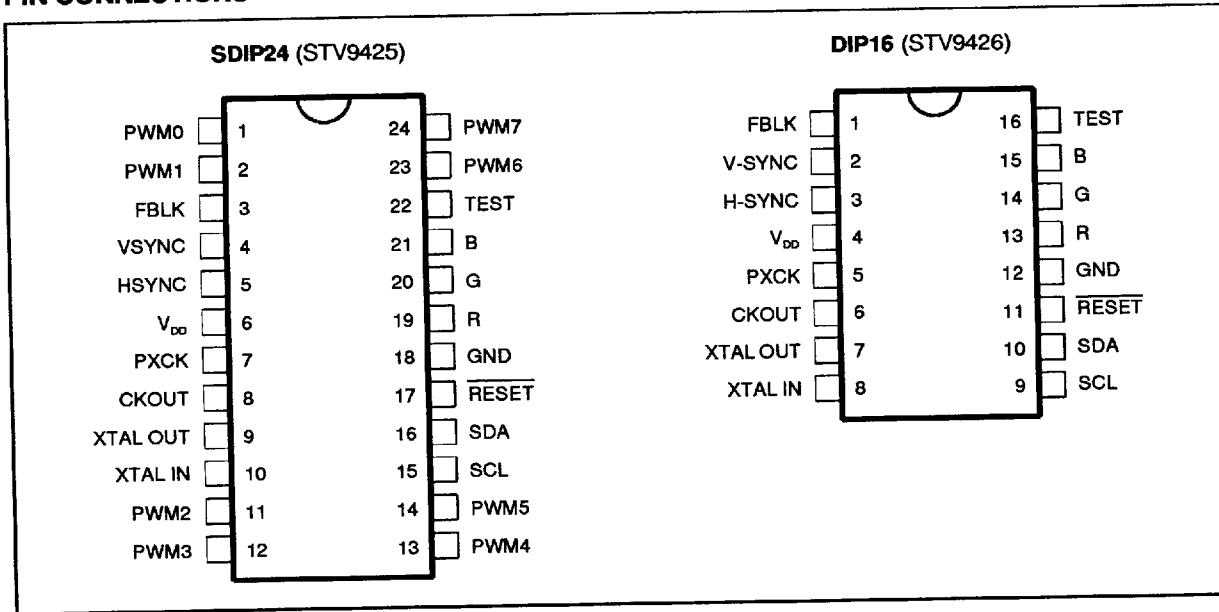 SDIP24 (STV9425)
PWM0 1 24 PWM7
PWM1 2 23 PWM6
FBLK 3 22 TEST
VSYNC 4 21 B
HSYNC 5 20 G
VDD 6 19 R
PXCK 7 18 GND
CKOUT 8 17 RESET
XTAL OUT 9 16 SDA
XTAL IN 10 15 SCL
PWM2 11 14 PWM5
PWM3 12 13 PWM4
DIP16 (STV9426)
FBLK 1 16 TEST
V-SYNC 2 15 B
H-SYNC 3 14 G
VDD 4 13 R
PXCK 5 12 GND
CKOUT 6 11 RESET
XTAL OUT 7 10 SDA
XTAL IN 8 9 SCL